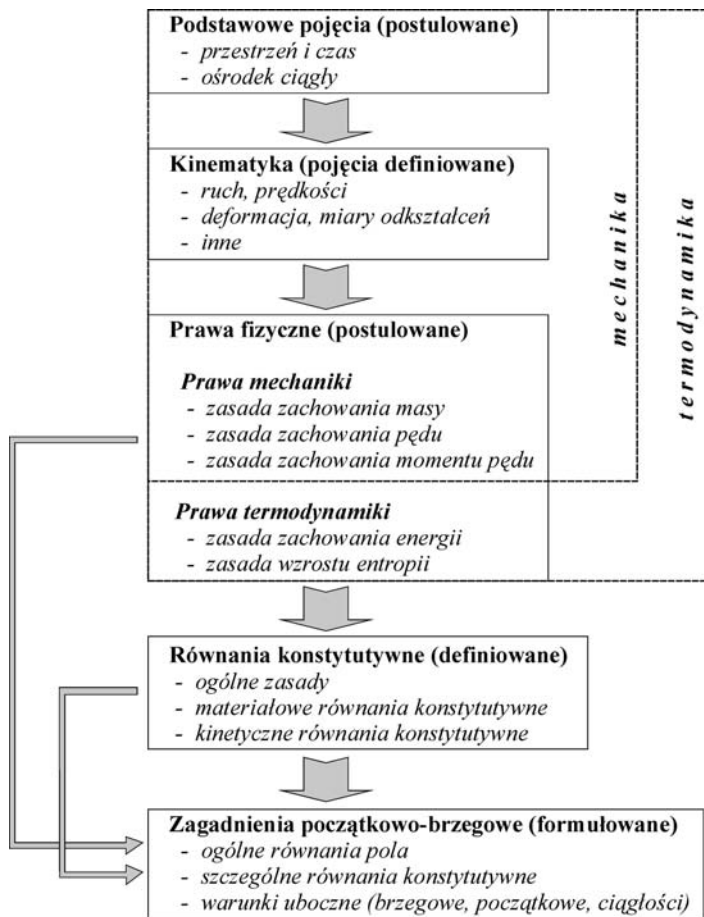 Podstawowe pojęcia (postulowane)
- przestrzeń i czas
- ośrodek ciągły
Kinematyka (pojęcia definiowane)
- ruch, prędkości
- deformacja, miary odkształceń
- inne
Prawa fizyczne (postulowane)
Prawa mechaniki
- zasada zachowania masy
- zasada zachowania pędu
- zasada zachowania momentu pędu
Prawa termodynamiki
- zasada zachowania energii
- zasada wzrostu entropii
mechanika
termodynamika
Równania konstytutywne (definiowane)
- ogólne zasady
- materiałowe równania konstytutywne
- kinetyczne równania konstytutywne
Zagadnienia początkowo-brzegowe (formułowane)
- ogólne równania pola
- szczególne równania konstytutywne
- warunki uboczne (brzegowe, początkowe, ciągłości)